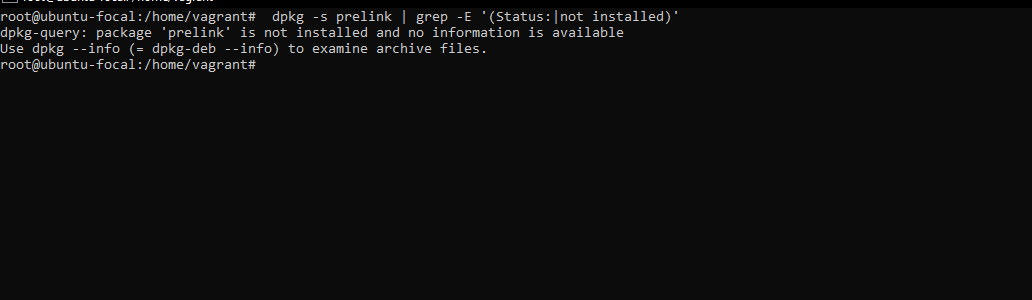 root@ubuntu-focal:/home/vagrant#  dpkg -s prelink | grep -E '(Status:|not installed)'
dpkg-query: package 'prelink' is not installed and no information is available
Use dpkg --info (= dpkg-deb --info) to examine archive files.
root@ubuntu-focal:/home/vagrant#